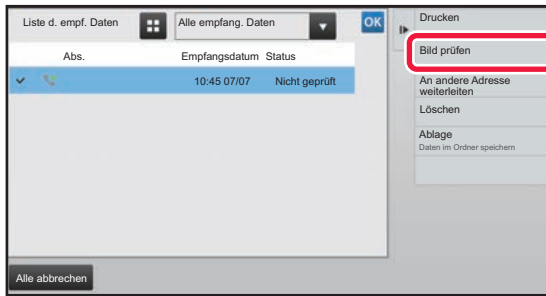 Liste d. empf. Daten
Alle empfang. Daten
OK
Abs.
Empfangsdatum
Status
10:45 07/07
Nicht geprüft
Drucken
Bild prüfen
An andere Adresse
weiterleiten
Löschen
Ablage
Daten im Ordner speichern
Alle abbrechen